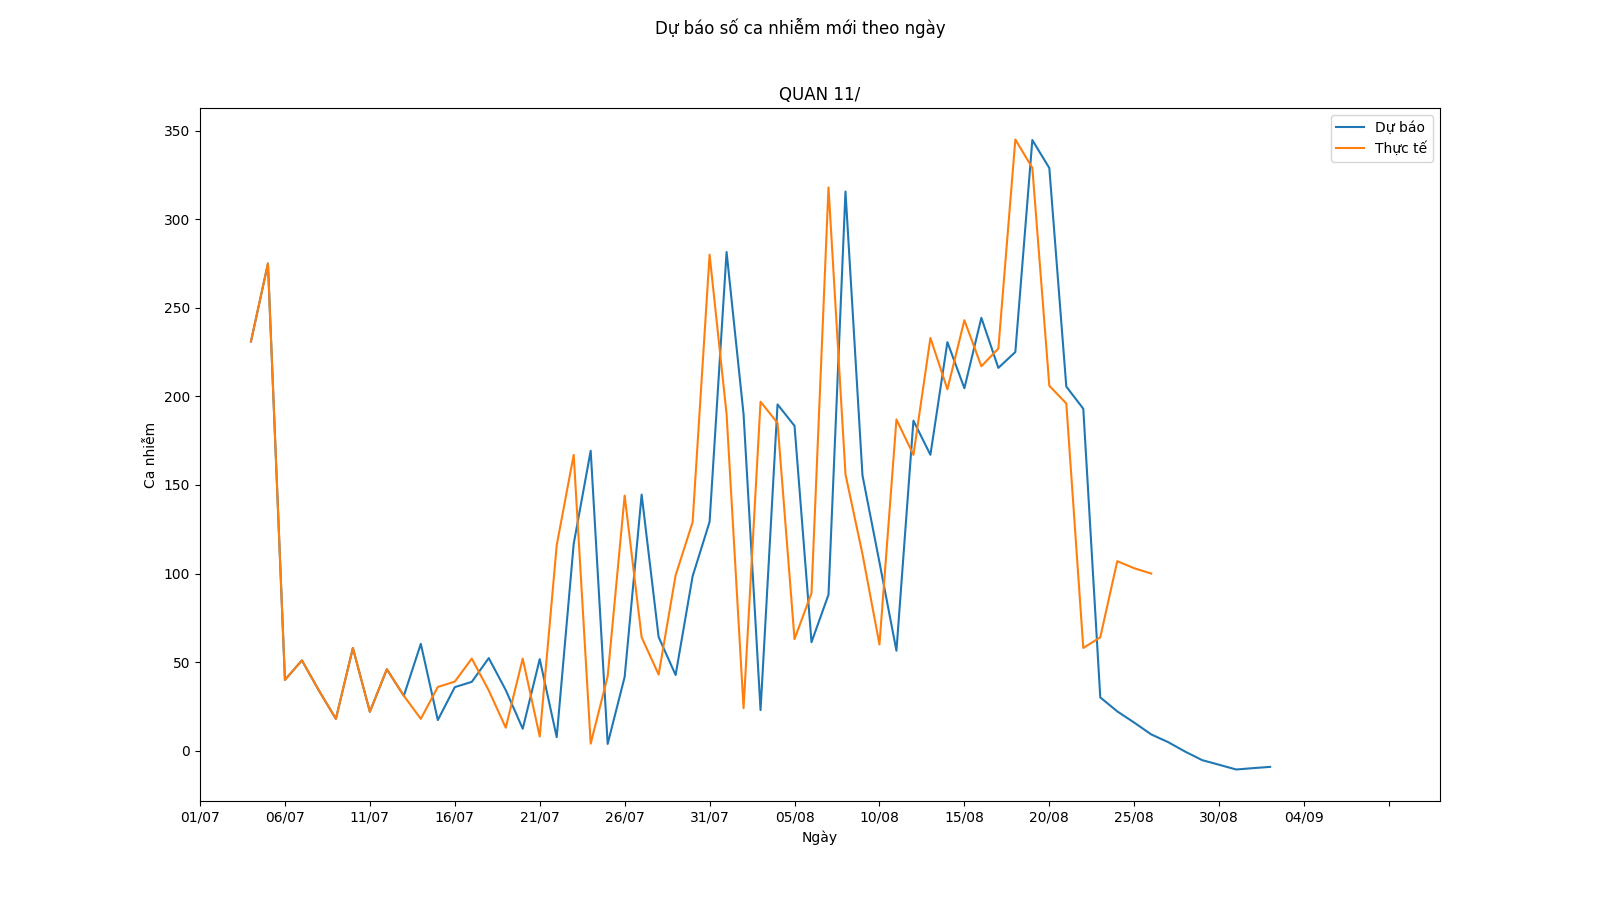 Dự báo số ca nhiễm mới theo ngày
QUAN 11/
Dự báo
Thực tế
350
300
250
200
150
100
50
0
Ca nhiễm
01/07 06/07 11/07 16/07 21/07 26/07 31/07 05/08 10/08 15/08 20/08 25/08 30/08 04/09
Ngày